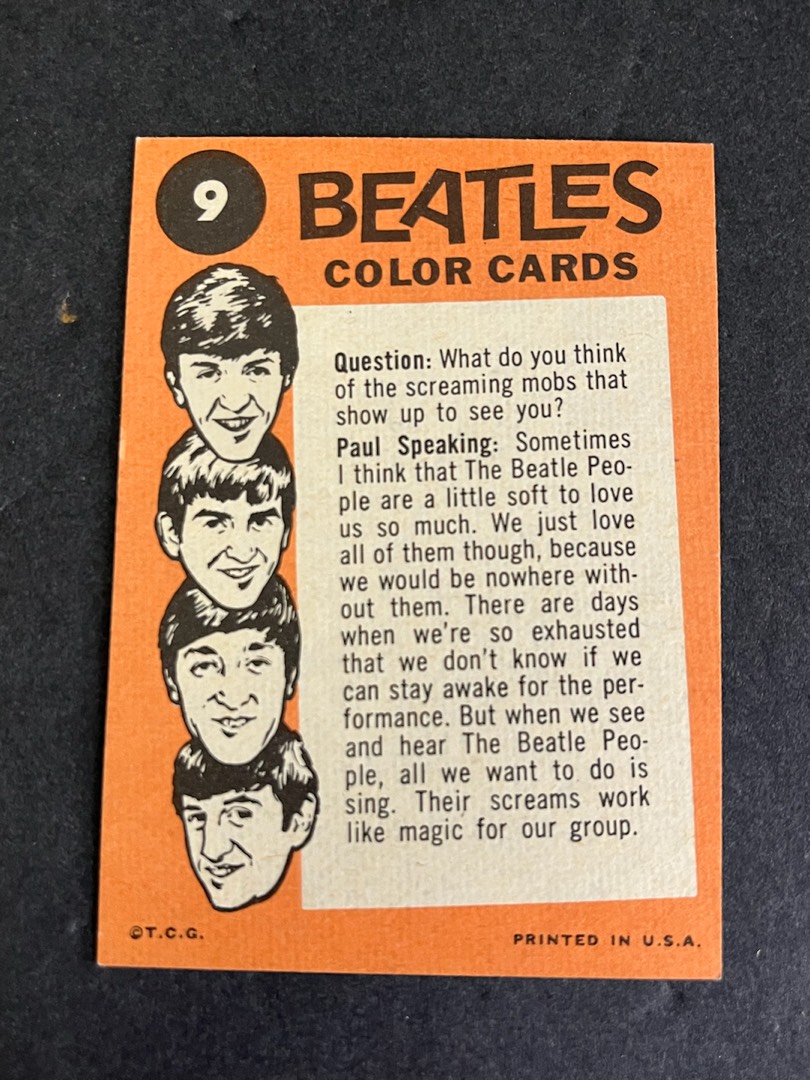 9
BEATLES
COLOR CARDS
Question: What do you think
of the screaming mobs that
show up to see you?
Paul Speaking: Sometimes
I think that The Beatle Peo-
ple are a little soft to love
us so much. We just love
all of them though, because
we would be nowhere with-
out them. There are days
when we're so exhausted
that we don't know if we
can stay awake for the per-
formance. But when we see
and hear The Beatle Peo-
ple, all we want to do is
sing. Their screams work
like magic for our group.
©T.C.G.
PRINTED IN U.S.A.